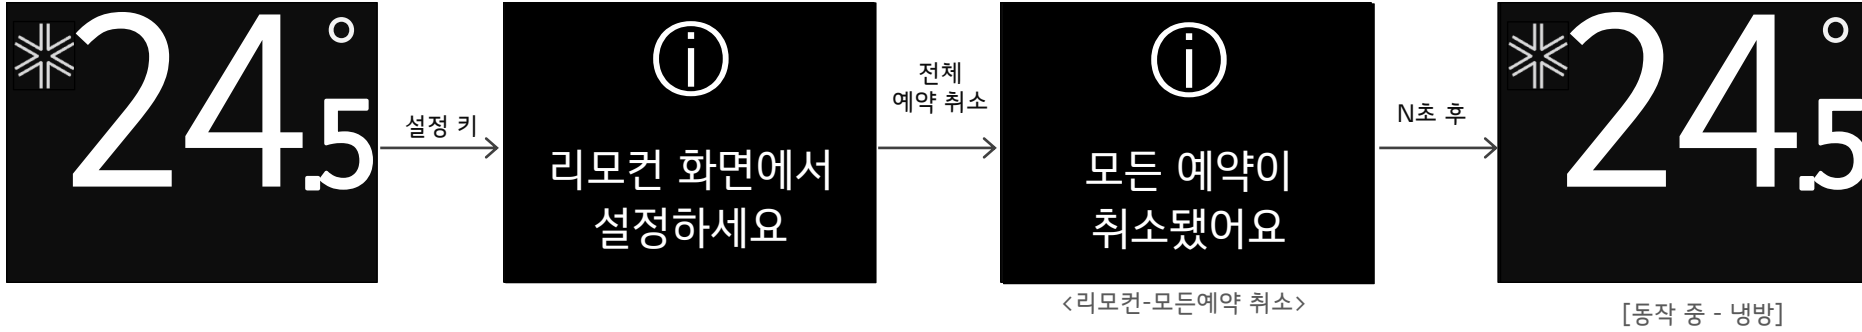 24.5°
설정 키
리모컨 화면에서
설정하세요
전체
예약 취소
모든 예약이
취소됐어요
<리모컨-모든예약 취소>
N초 후
24.5°
[동작 중 - 냉방]